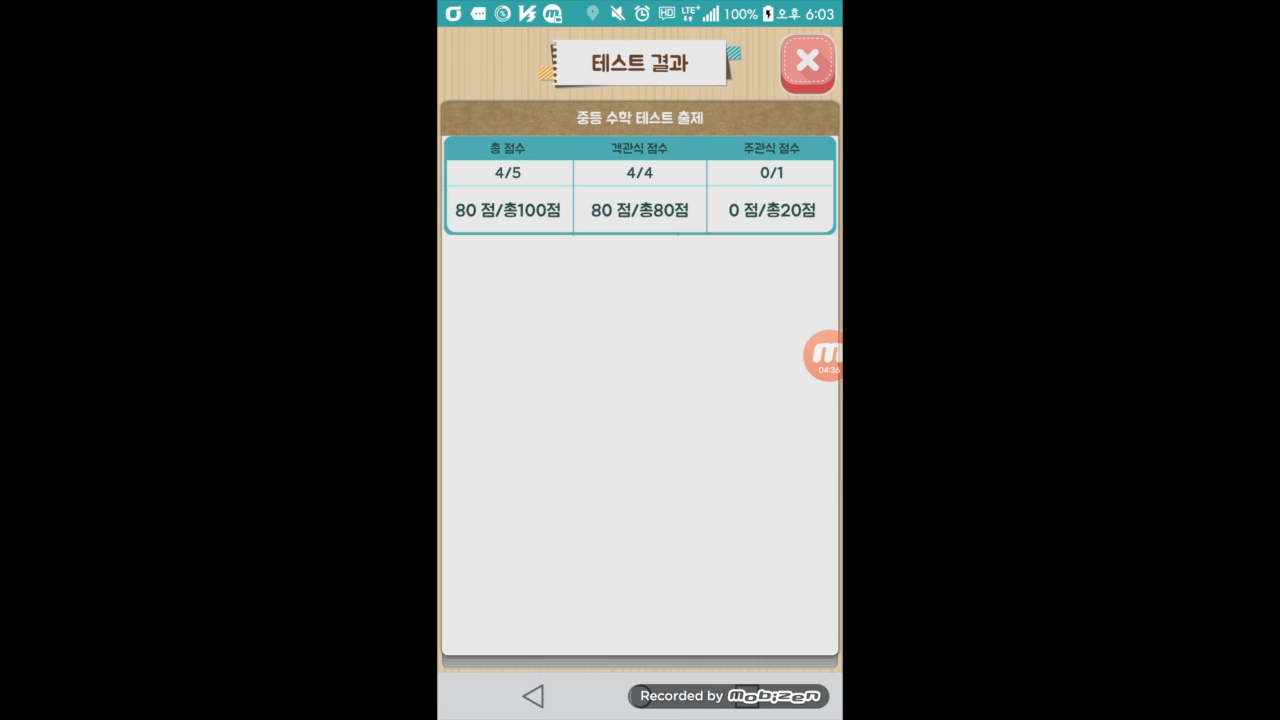 HD LTE+ 100% 오후 6:03
테스트 결과
중등 수학 테스트 출제
총 점수 객관식 점수 주관식 점수
4/5 4/4 0/1
80 점/총100점 80 점/총80점 0 점/총20점
m
04:36
Recorded by mobizen